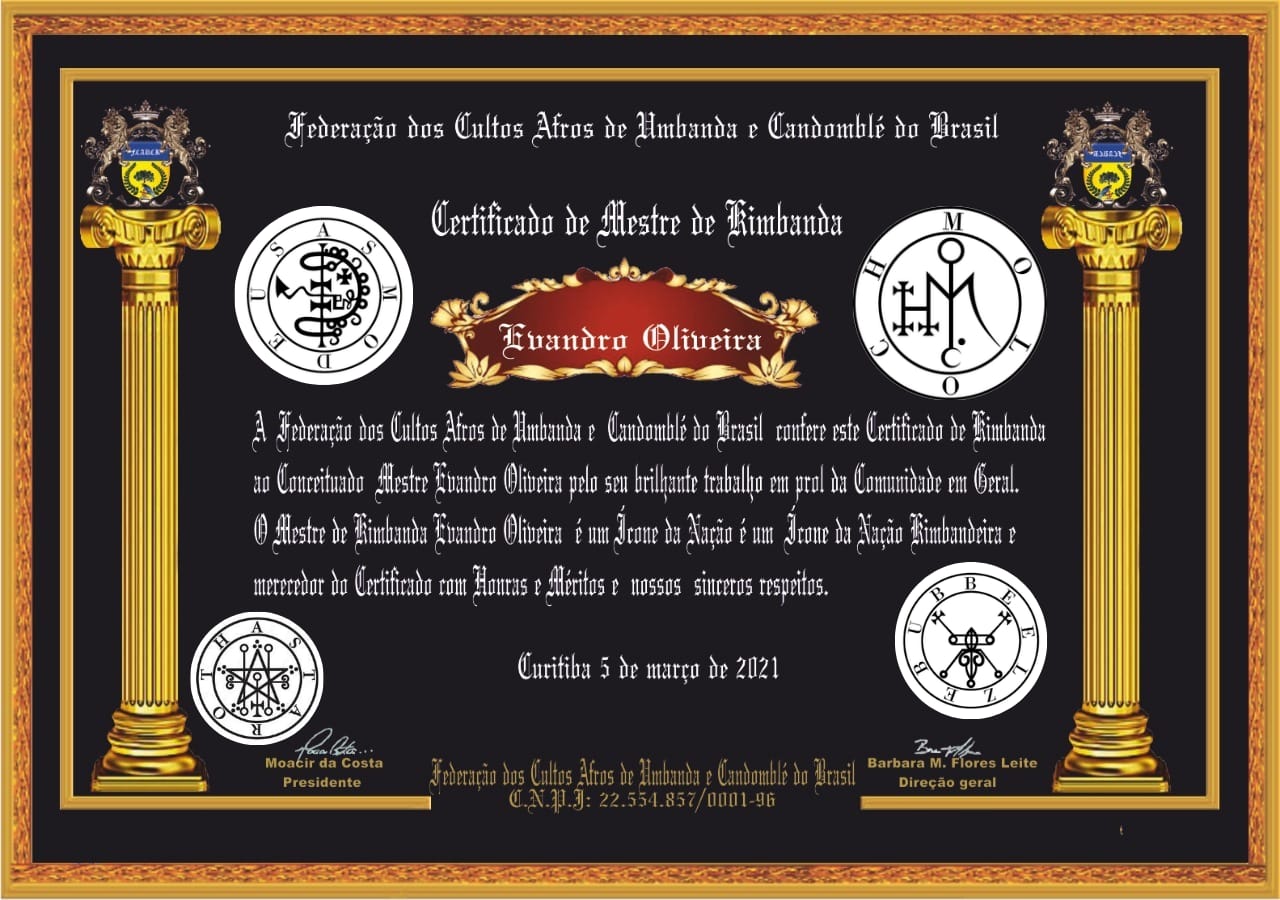 Federação dos Cultos Afros de Umbanda e Candomblé do Brasil
Certificado de Mestre de Kimbanda
ASMODEUS
MOLOCH
Evandro Oliveira
A Federação dos Cultos Afros de Umbanda e Candomblé do Brasil confere este Certificado de Kimbanda
ao Conceituado Mestre Evandro Oliveira pelo seu brilhante trabalho em prol da Comunidade em Geral.
O Mestre de Kimbanda Evandro Oliveira é um Ícone da Nação é um Ícone da Nação Kimbandeira e
merecedor do Certificado com Honras e Méritos e nossos sinceros respeitos.
ASTAROTH
BEELZEBUB
Curitiba 5 de março de 2021
Moacir da Costa
Presidente
Barbara M. Flores Leite
Direção geral
Federação dos Cultos Afros de Umbanda e Candomblé do Brasil
C.N.P.J: 22.554.857/0001-96